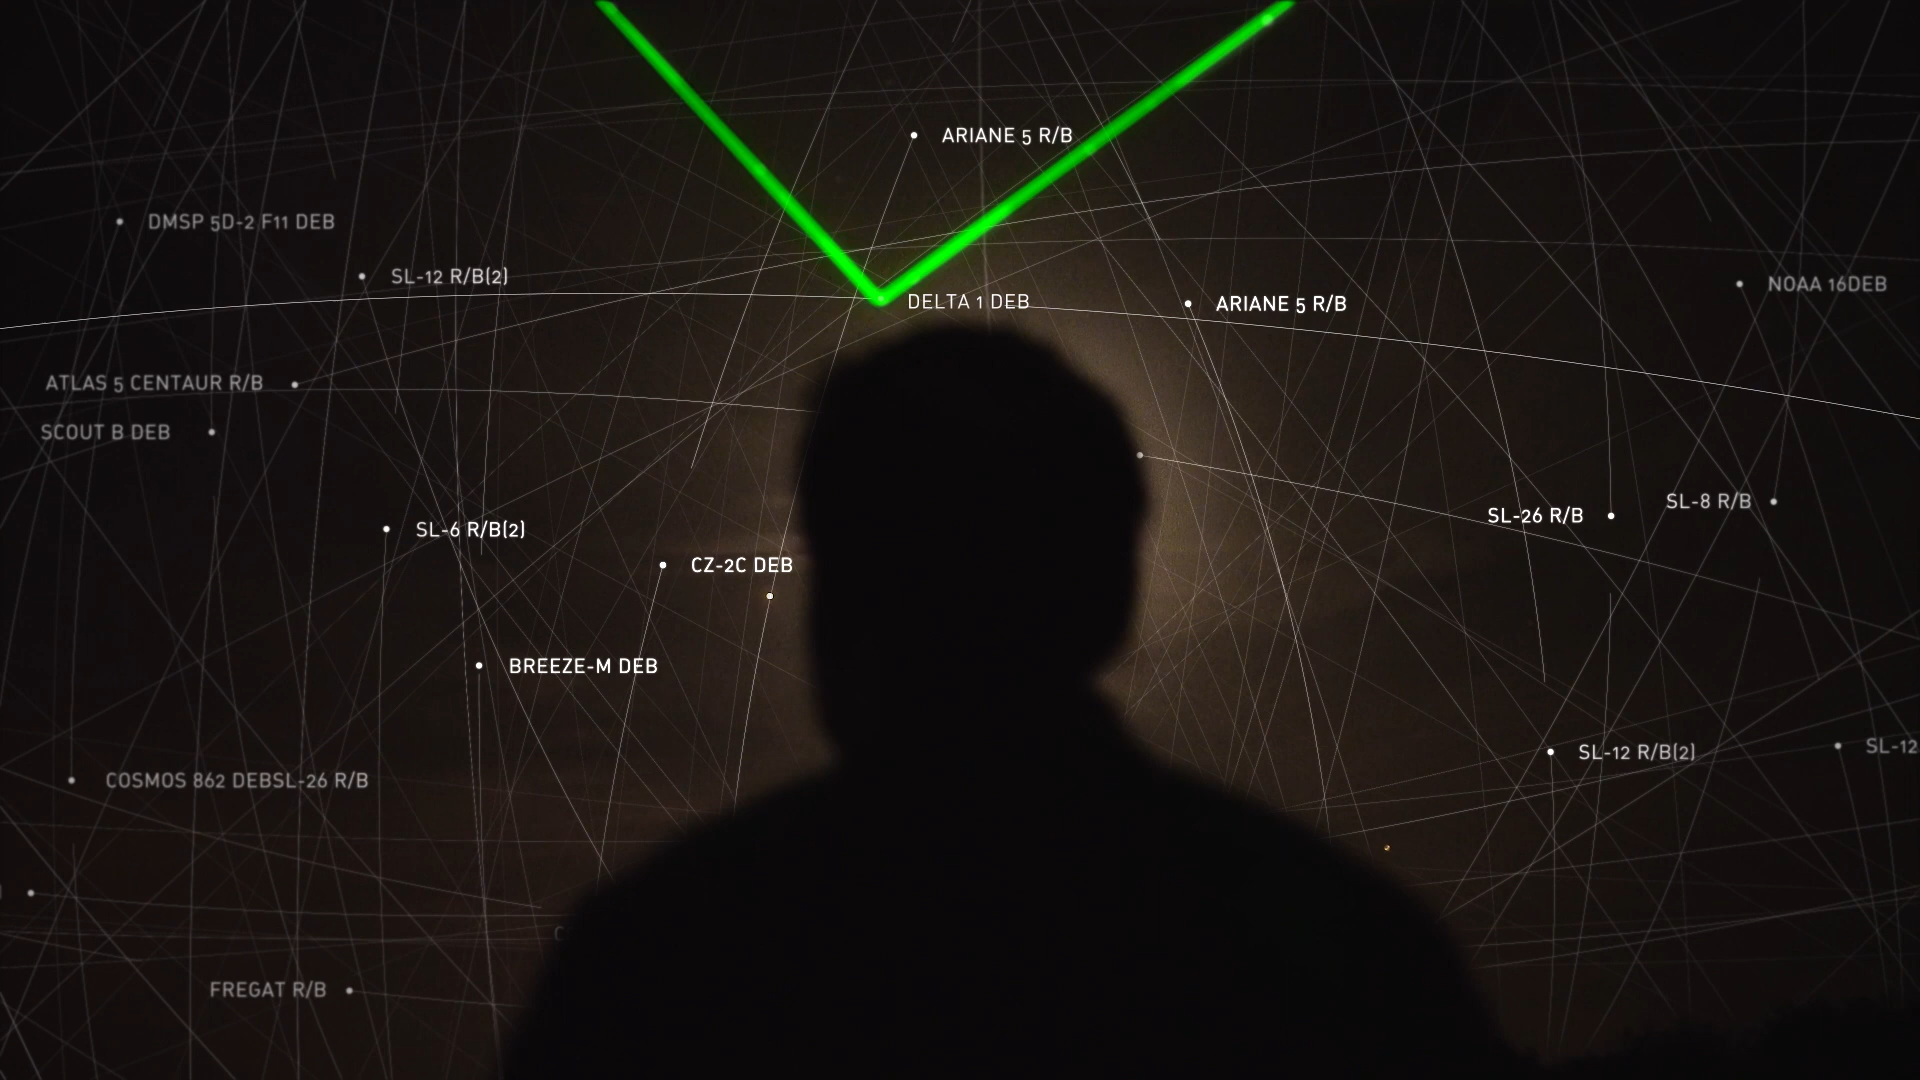 ARIANE 5 R/B
DMSP 5D-2 F11 DEB
SL-12 R/B(2)
NOAA 16DEB
DELTA 1 DEB
ARIANE 5 R/B
ATLAS 5 CENTAUR R/B
SCOUT B DEB
SL-8 R/B
SL-26 R/B
SL-6 R/B(2)
CZ-2C DEB
BREEZE-M DEB
SL-12 R/B(2)
SL-12
COSMOS 862 DEBSL-26 R/B
FREGAT R/B